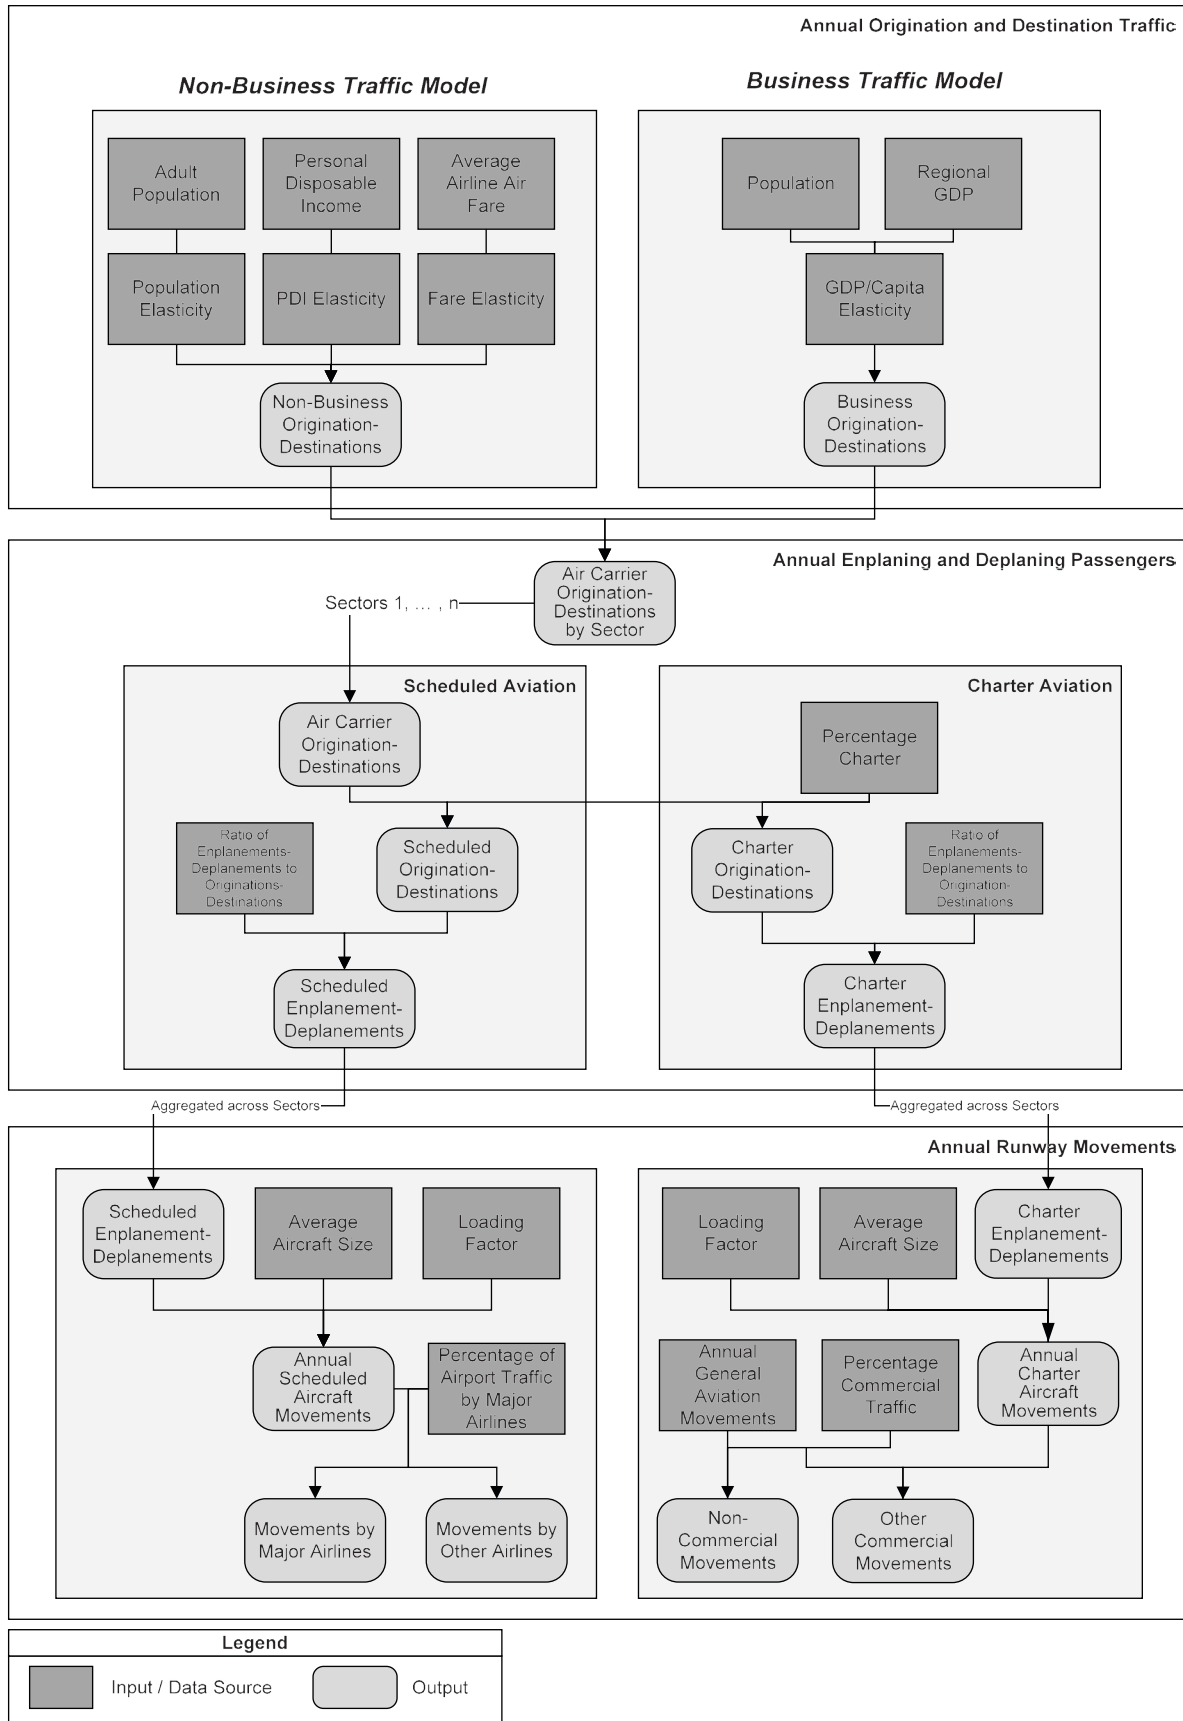 Annual Origination and Destination Traffic
Non-Business Traffic Model
Business Traffic Model
Adult
Population
Personal
Disposable
Income
Average
Airline Air
Fare
Population
Regional
GDP
Population
Elasticity
PDI Elasticity
Fare Elasticity
GDP/Capita
Elasticity
Non-Business
Origination-
Destinations
Business
Origination-
Destinations
Annual Enplaning and Deplaning Passengers
Air Carrier
Origination-
Destinations
by Sector
Sectors 1, ... , n
Scheduled Aviation
Charter Aviation
Air Carrier
Origination-
Destinations
Percentage
Charter
Ratio of
Enplanements-
Deplanements to
Originations-
Destinations
Scheduled
Origination-
Destinations
Charter
Origination-
Destinations
Ratio of
Enplanements-
Deplanements to
Origination-
Destinations
Scheduled
Enplanement-
Deplanements
Charter
Enplanement-
Deplanements
Aggregated across Sectors
Aggregated across Sectors
Annual Runway Movements
Scheduled
Enplanement-
Deplanements
Average
Aircraft Size
Loading
Factor
Loading
Factor
Average
Aircraft Size
Charter
Enplanement-
Deplanements
Annual
Scheduled
Aircraft
Movements
Percentage of
Airport Traffic
by Major
Airlines
Annual
General
Aviation
Movements
Percentage
Commercial
Traffic
Annual
Charter
Aircraft
Movements
Movements by
Major Airlines
Movements by
Other Airlines
Non-
Commercial
Movements
Other
Commercial
Movements
Legend
Input / Data Source
Output